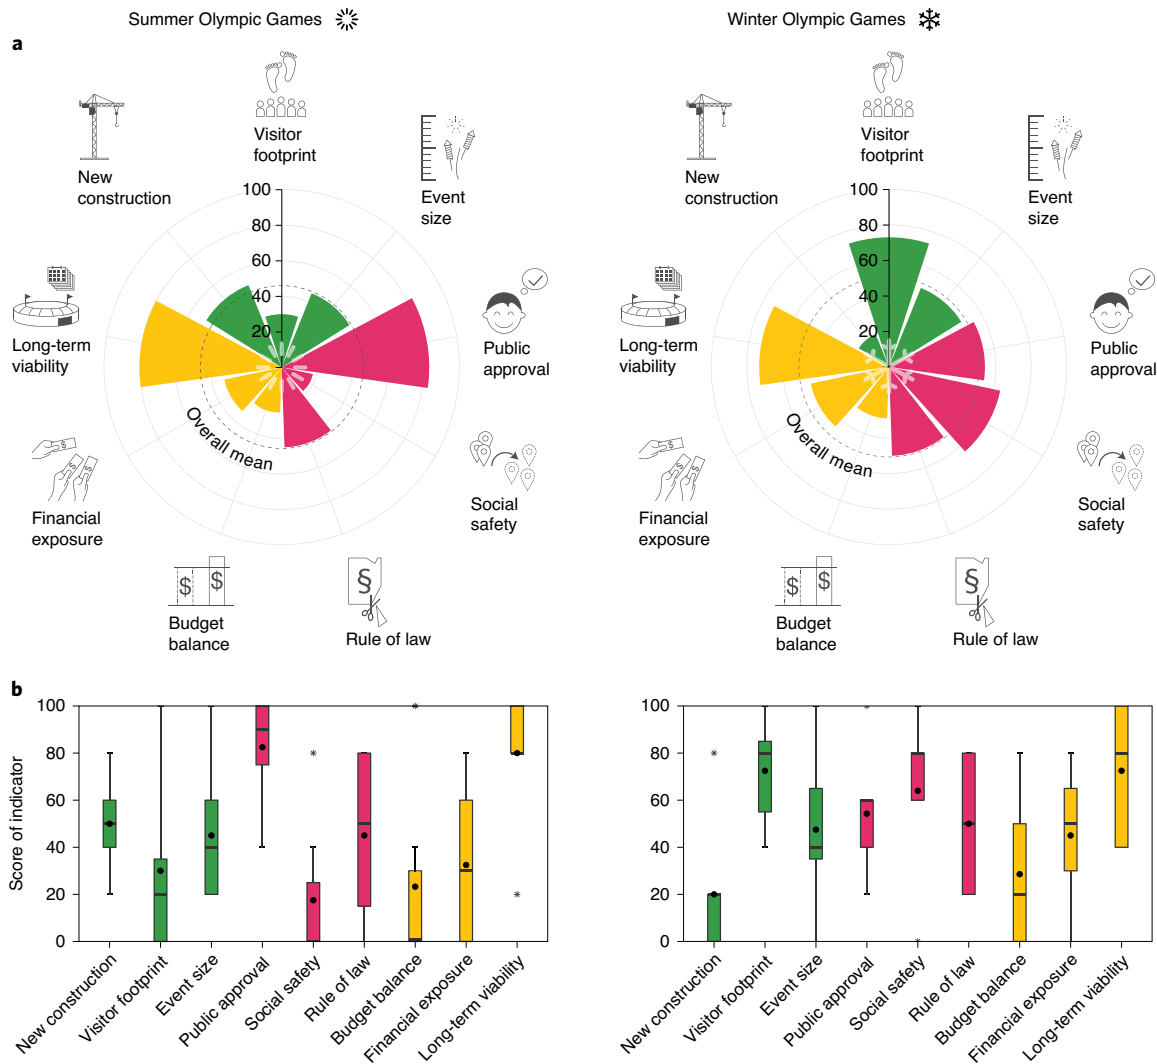 Summer Olympic Games
Winter Olympic Games
a
Visitor
footprint
New
construction
Event
size
Long-term
viability
Public
approval
Financial
exposure
Social
safety
Budget
balance
Rule of law
100
80
60
40
20
Overall mean
$ $
§
Visitor
footprint
New
construction
Event
size
Long-term
viability
Public
approval
Financial
exposure
Social
safety
Budget
balance
Rule of law
100
80
60
40
20
Overall mean
$ $
§
b
Score of indicator
100
80
60
40
20
0
New construction
Visitor footprint
Event size
Public approval
Social safety
Rule of law
Budget balance
Financial exposure
Long-term viability
100
80
60
40
20
0
New construction
Visitor footprint
Event size
Public approval
Social safety
Rule of law
Budget balance
Financial exposure
Long-term viability